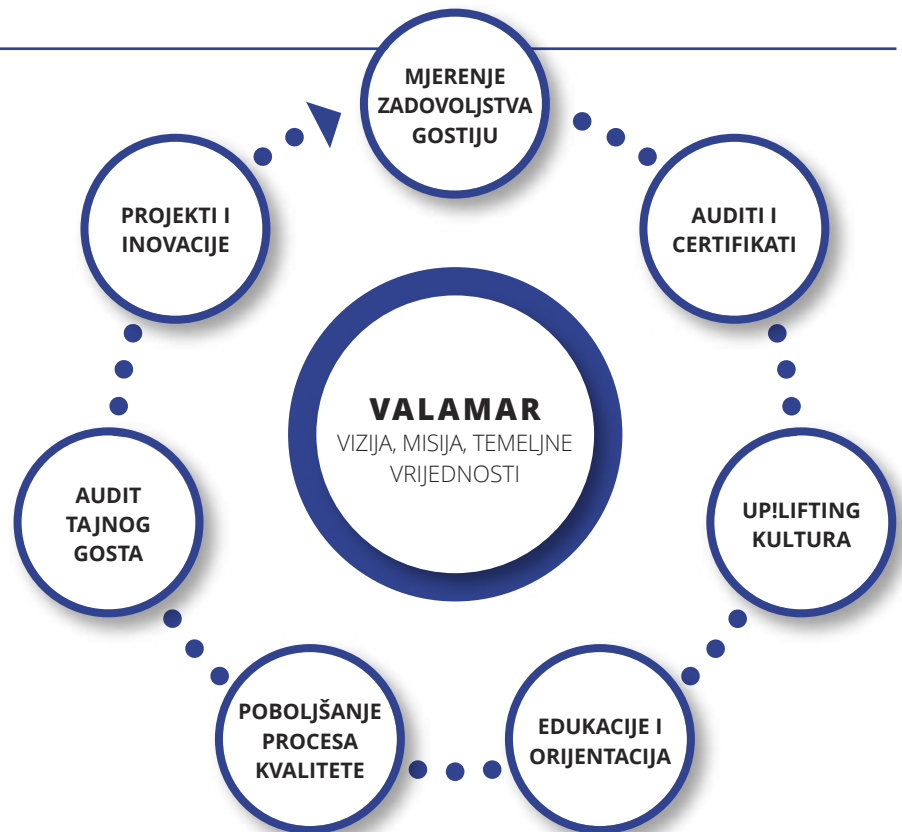 MJERENJE
ZADOVOLJSTVA
GOSTIJU
AUDITI I
CERTIFIKATI
UP!LIFTING
KULTURA
EDUKACIJE I
ORIJENTACIJA
POBOLJŠANJE
PROCESA
KVALITETE
AUDIT
TAJNOG
GOSTA
PROJEKTI I
INOVACIJE
VALAMAR
VIZIJA, MISIJA, TEMELJNE
VRIJEDNOSTI